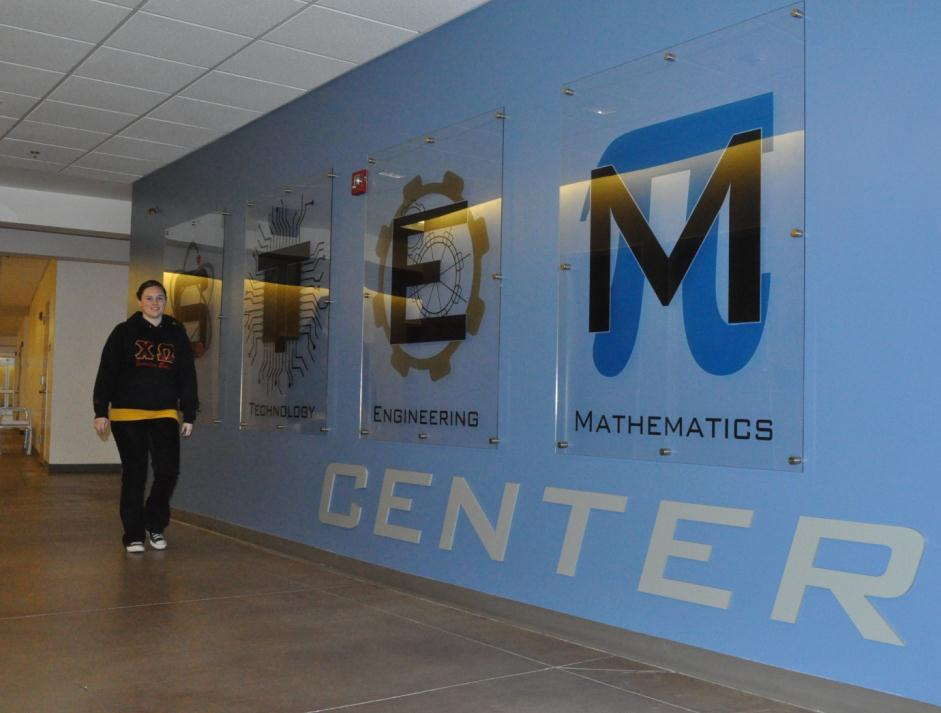 T
TECHNOLOGY
E
ENGINEERING
M
MATHEMATICS
CENTER
ΧΩ